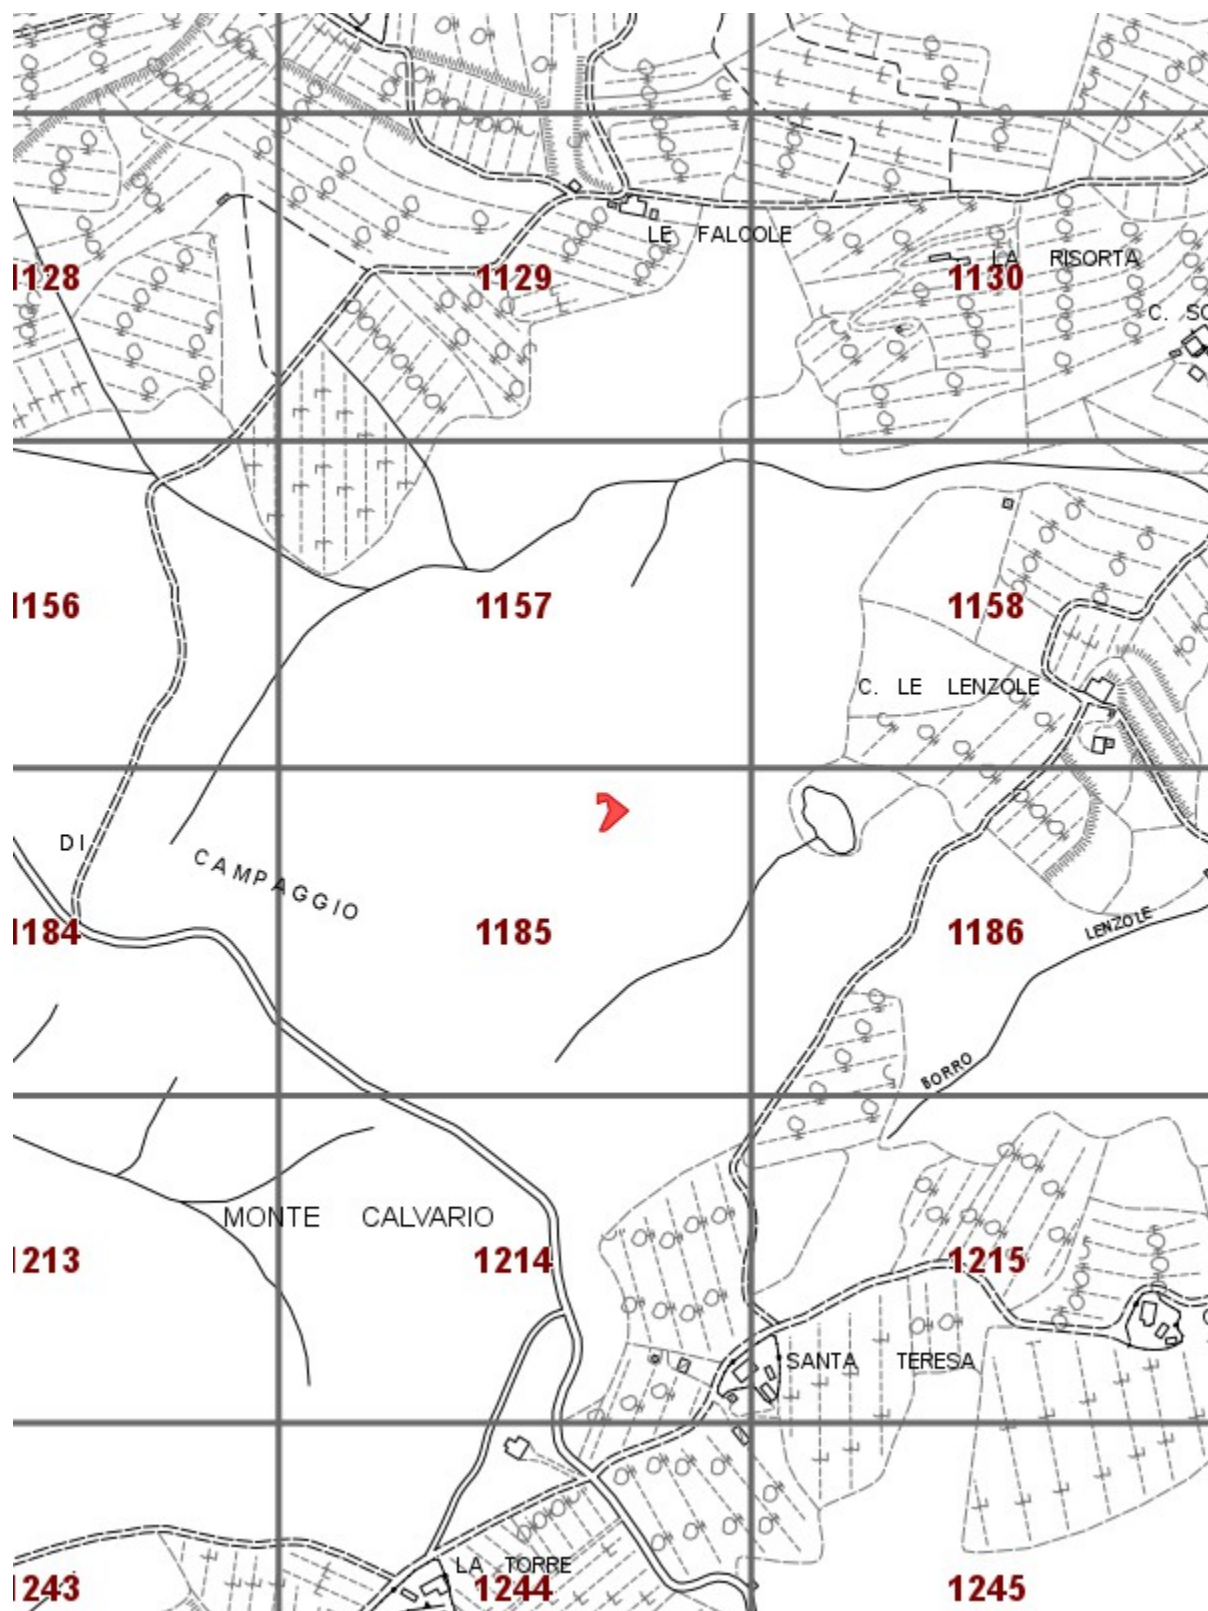 LE FALCOLE
LA RISORTA
1128
1129
1130
C. SO
1156
1157
1158
C. LE LENZOLE
DI
CAMPAGGIO
1184
1185
1186
LENZOLE
BORRO
MONTE CALVARIO
1213
1214
1215
SANTA TERESA
LA TORRE
1243
1244
1245